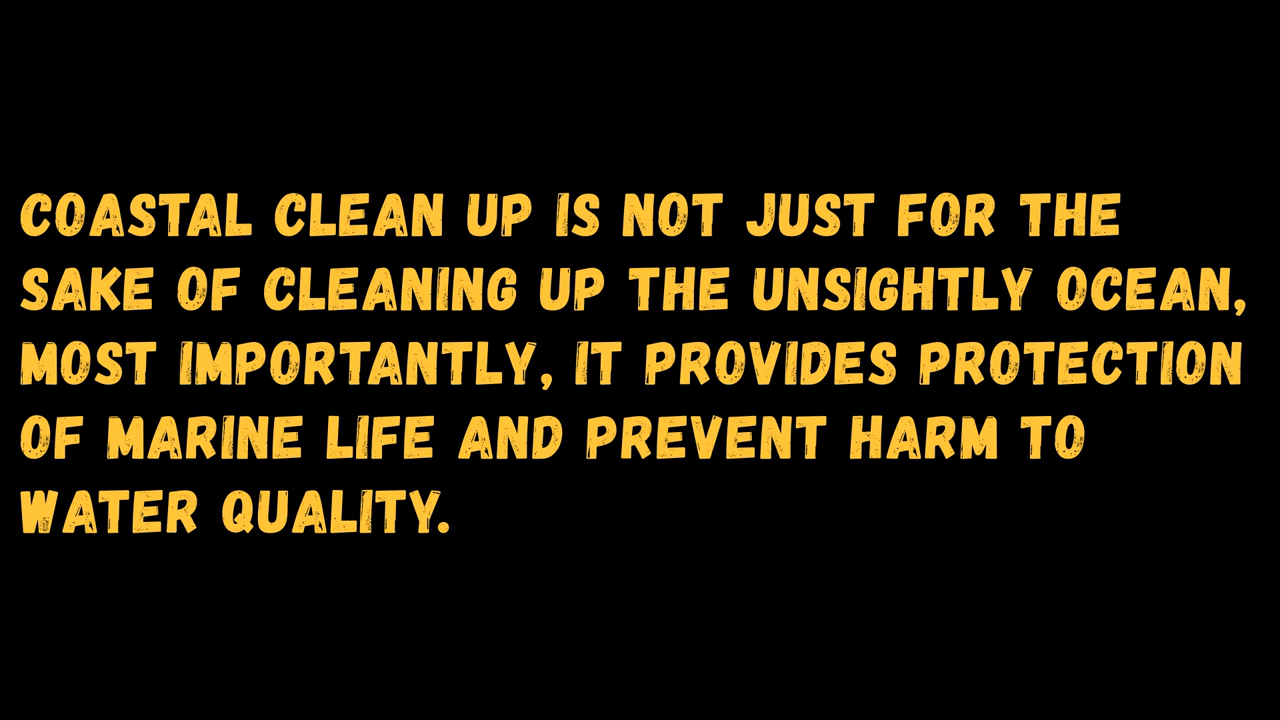 COASTAL CLEAN UP IS NOT JUST FOR THE
SAKE OF CLEANING UP THE UNSIGHTLY OCEAN,
MOST IMPORTANTLY, IT PROVIDES PROTECTION
OF MARINE LIFE AND PREVENT HARM TO
WATER QUALITY.